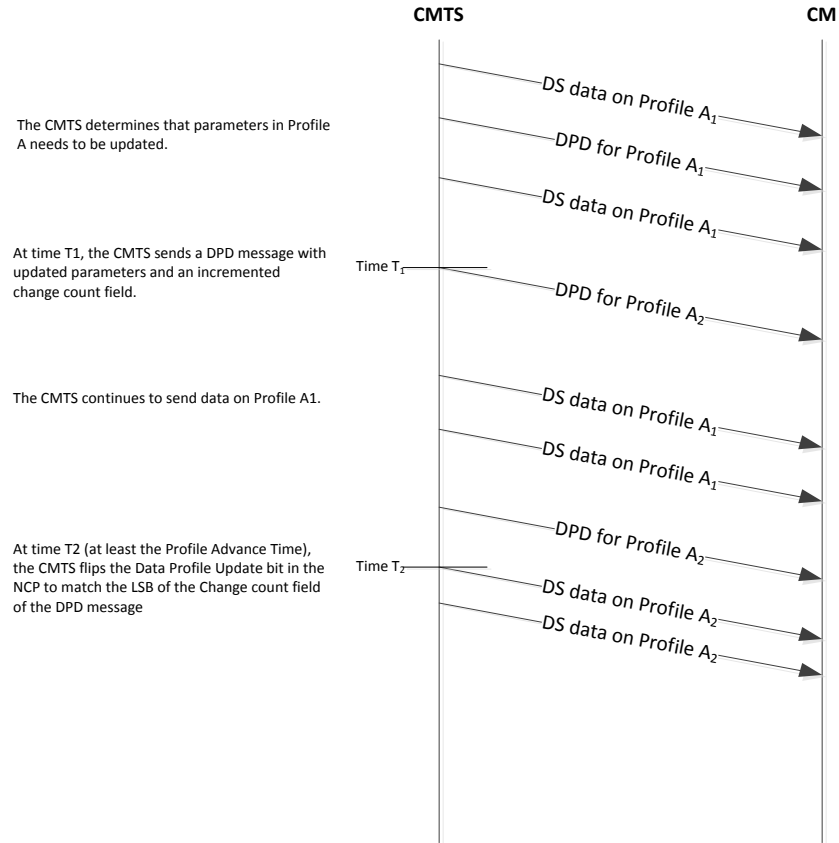 CMTS
CM
DS data on Profile A1
The CMTS determines that parameters in Profile
A needs to be updated.
DPD for Profile A1
DS data on Profile A1
At time T1, the CMTS sends a DPD message with
updated parameters and an incremented
change count field.
Time T1
DPD for Profile A2
The CMTS continues to send data on Profile A1.
DS data on Profile A1
DS data on Profile A1
DPD for Profile A2
At time T2 (at least the Profile Advance Time),
the CMTS flips the Data Profile Update bit in the
NCP to match the LSB of the Change count field
of the DPD message
Time T2
DS data on Profile A2
DS data on Profile A2